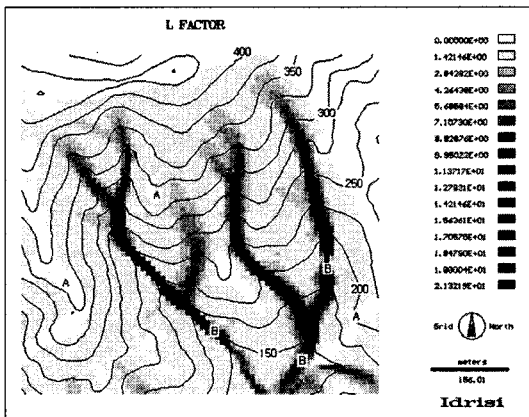 L FACTOR
400
350
300
250
200
150
A
A
A
B
B
B
0.00000E+00
1.42146E+00
2.84292E+00
4.26438E+00
5.68584E+00
7.10730E+00
8.52876E+00
9.95022E+00
1.13717E+01
1.27931E+01
1.42146E+01
1.56361E+01
1.70575E+01
1.84790E+01
1.99004E+01
2.13219E+01
Grid North
meters
186.01
Idrisi